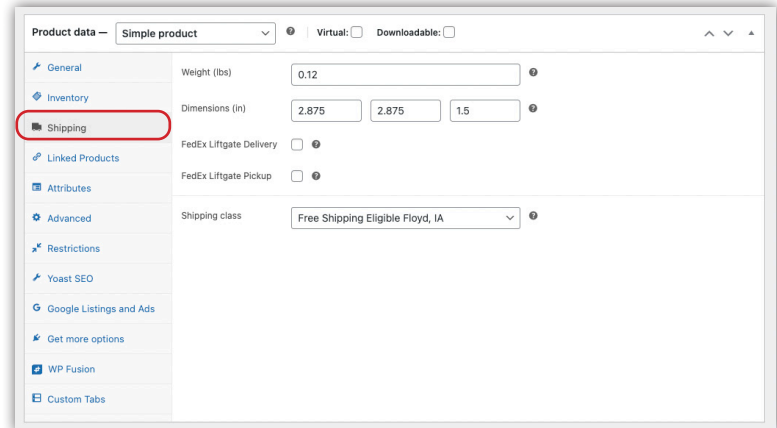 Product data — Simple product Virtual: Downloadable:
General
Inventory
Shipping
Linked Products
Attributes
Advanced
Restrictions
Yoast SEO
Google Listings and Ads
Get more options
WP Fusion
Custom Tabs
Weight (lbs) 0.12
Dimensions (in) 2.875 2.875 1.5
FedEx Liftgate Delivery
FedEx Liftgate Pickup
Shipping class Free Shipping Eligible Floyd, IA